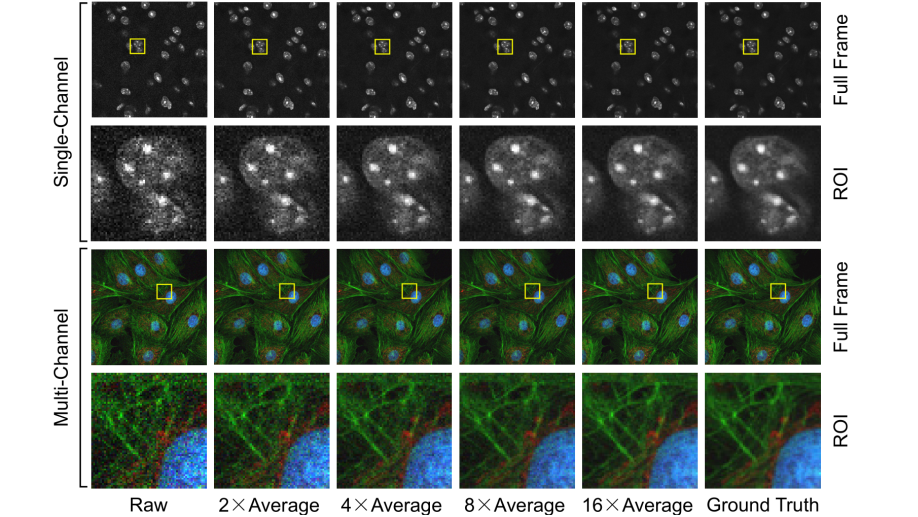 Single-Channel
Full Frame
ROI
Multi-Channel
Full Frame
ROI
Raw
2×Average
4×Average
8×Average
16×Average
Ground Truth